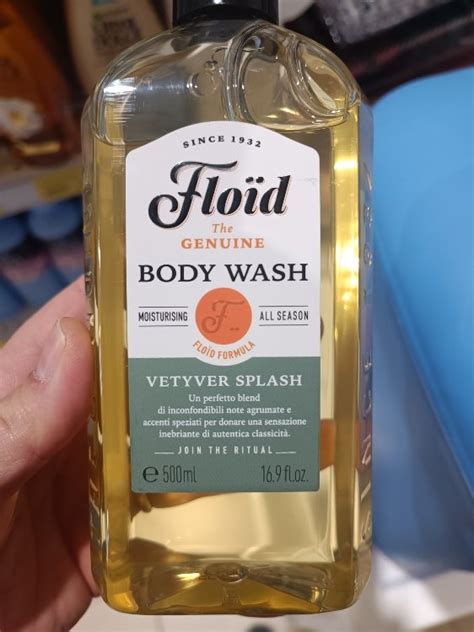 SINCE 1932
Floïd
The
GENUINE
BODY WASH
MOISTURISING F.. ALL SEASON
FLOÏD FORMULA
VETYVER SPLASH
Un perfetto blend
di inconfondibili note agrumate e
accenti speziati per donare una sensazione
inebriante di autentica classicità.
JOIN THE RITUAL
e 500ml 16.9 fl.oz.